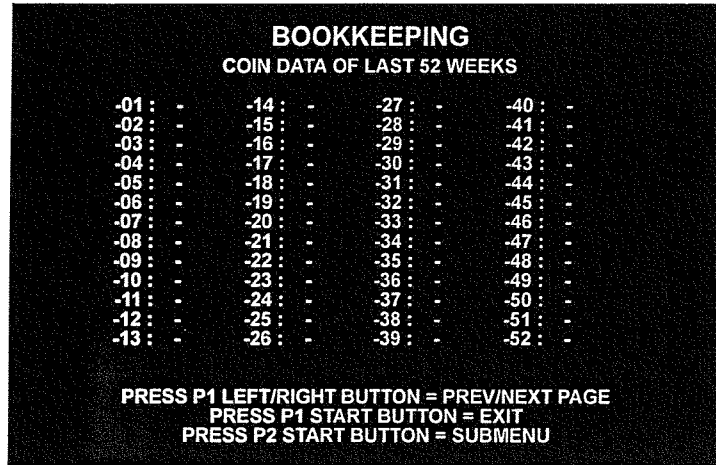 BOOKKEEPING
COIN DATA OF LAST 52 WEEKS
-01 : - -14 : - -27 : - -40 : -
-02 : - -15 : - -28 : - -41 : -
-03 : - -16 : - -29 : - -42 : -
-04 : - -17 : - -30 : - -43 : -
-05 : - -18 : - -31 : - -44 : -
-06 : - -19 : - -32 : - -45 : -
-07 : - -20 : - -33 : - -46 : -
-08 : - -21 : - -34 : - -47 : -
-09 : - -22 : - -35 : - -48 : -
-10 : - -23 : - -36 : - -49 : -
-11 : - -24 : - -37 : - -50 : -
-12 : - -25 : - -38 : - -51 : -
-13 : - -26 : - -39 : - -52 : -
PRESS P1 LEFT/RIGHT BUTTON = PREV/NEXT PAGE
PRESS P1 START BUTTON = EXIT
PRESS P2 START BUTTON = SUBMENU